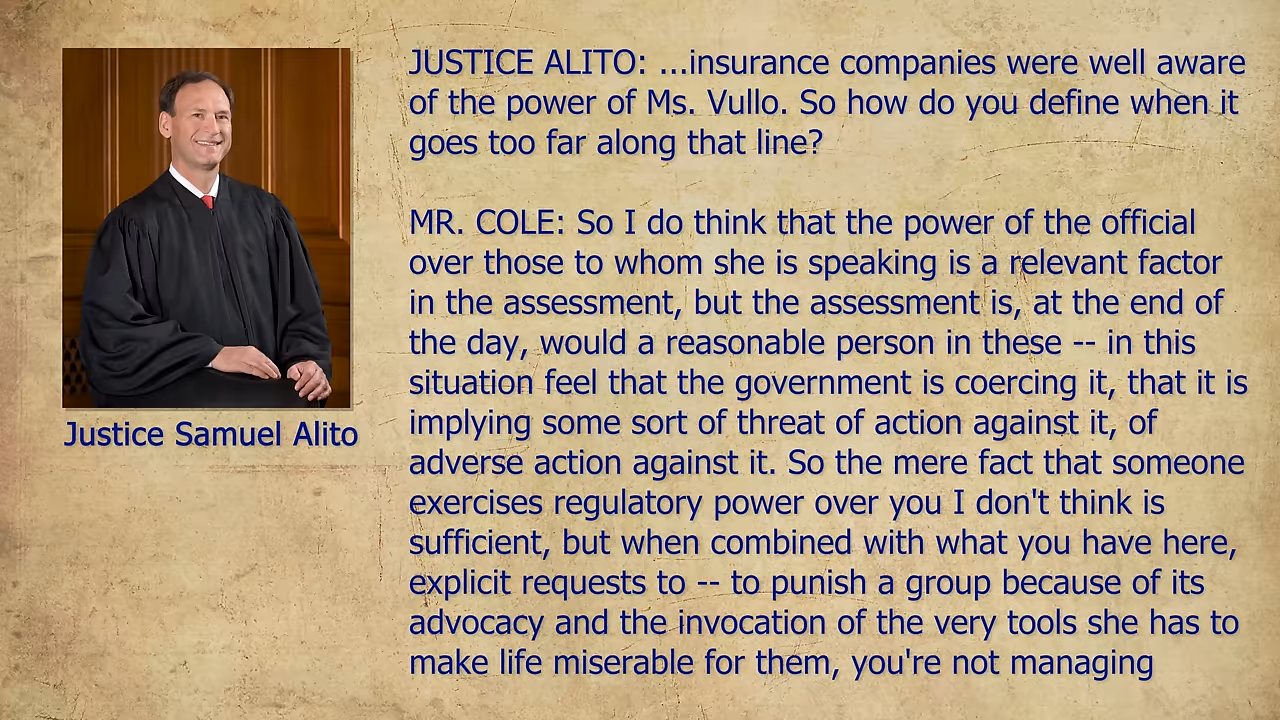 JUSTICE ALITO: ...insurance companies were well aware
of the power of Ms. Vullo. So how do you define when it
goes too far along that line?
MR. COLE: So I do think that the power of the official
over those to whom she is speaking is a relevant factor
in the assessment, but the assessment is, at the end of
the day, would a reasonable person in these -- in this
situation feel that the government is coercing it, that it is
implying some sort of threat of action against it, of
adverse action against it. So the mere fact that someone
exercises regulatory power over you I don't think is
sufficient, but when combined with what you have here,
explicit requests to -- to punish a group because of its
advocacy and the invocation of the very tools she has to
make life miserable for them, you're not managing
Justice Samuel Alito